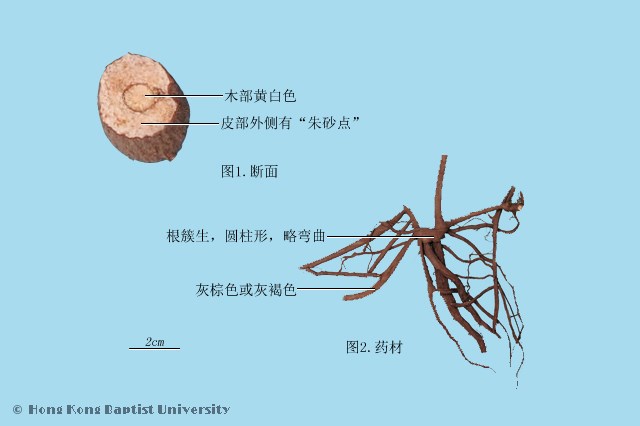 木部黄白色
皮部外侧有“朱砂点”
图1.断面
根簇生，圆柱形，略弯曲
灰棕色或灰褐色
2cm
图2.药材
© Hong Kong Baptist University